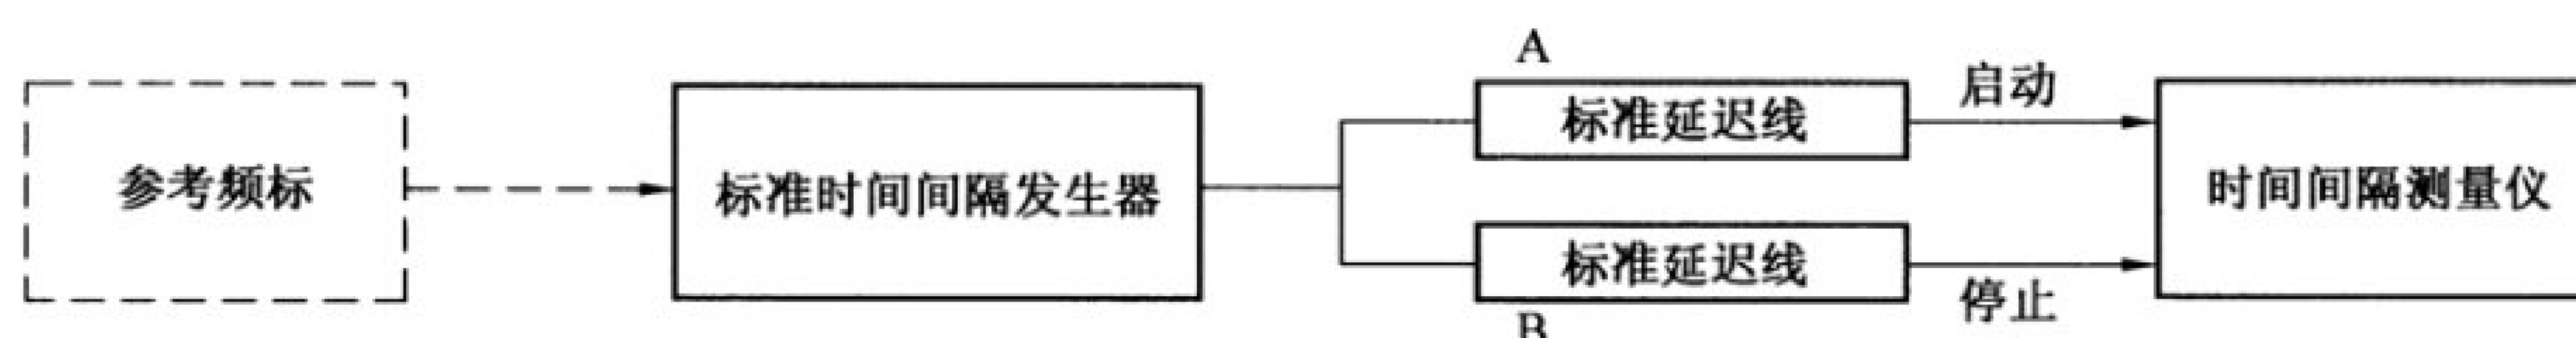 A
启动
标准延迟线
参考频标
标准时间间隔发生器
时间间隔测量仪
标准延迟线
停止
B